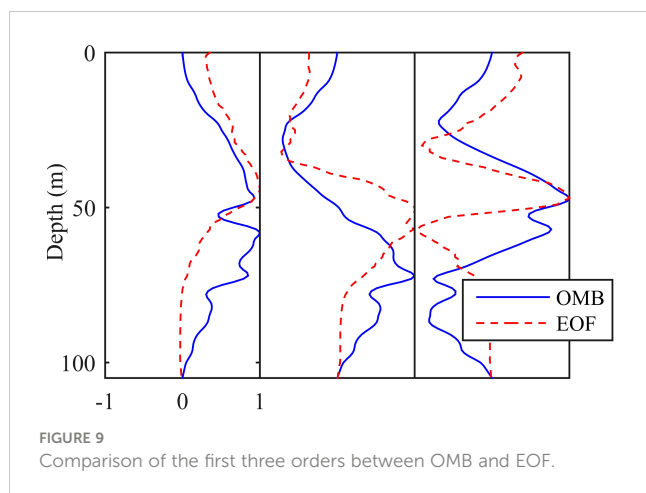 0
50
100
Depth (m)
-1 0 1
OMB
EOF
FIGURE 9
Comparison of the first three orders between OMB and EOF.